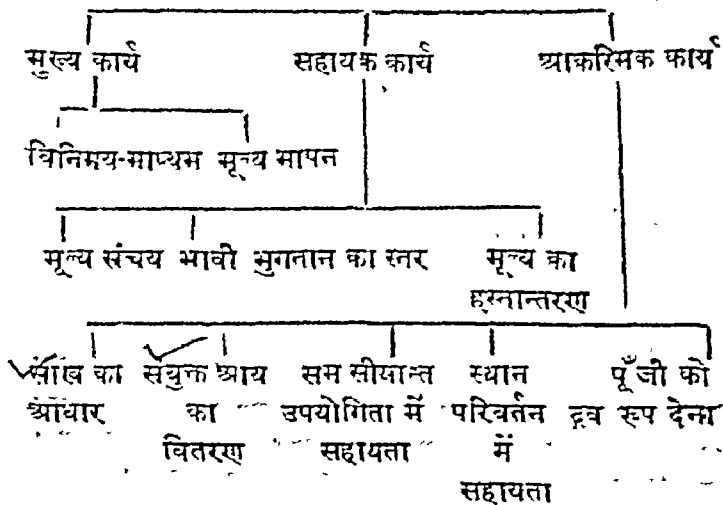 मुख्य कार्य सहायक कार्य आकस्मिक कार्य
विनिमय-माध्यम मूल्य मापन
मूल्य संचय भावी भुगतान का स्तर मूल्य का
हस्तान्तरण
साख का संयुक्त आय सम सीमान्त स्थान पूँजी को
आधार का उपयोगिता में परिवर्तन द्रव रूप देना
वितरण सहायता में
सहायता